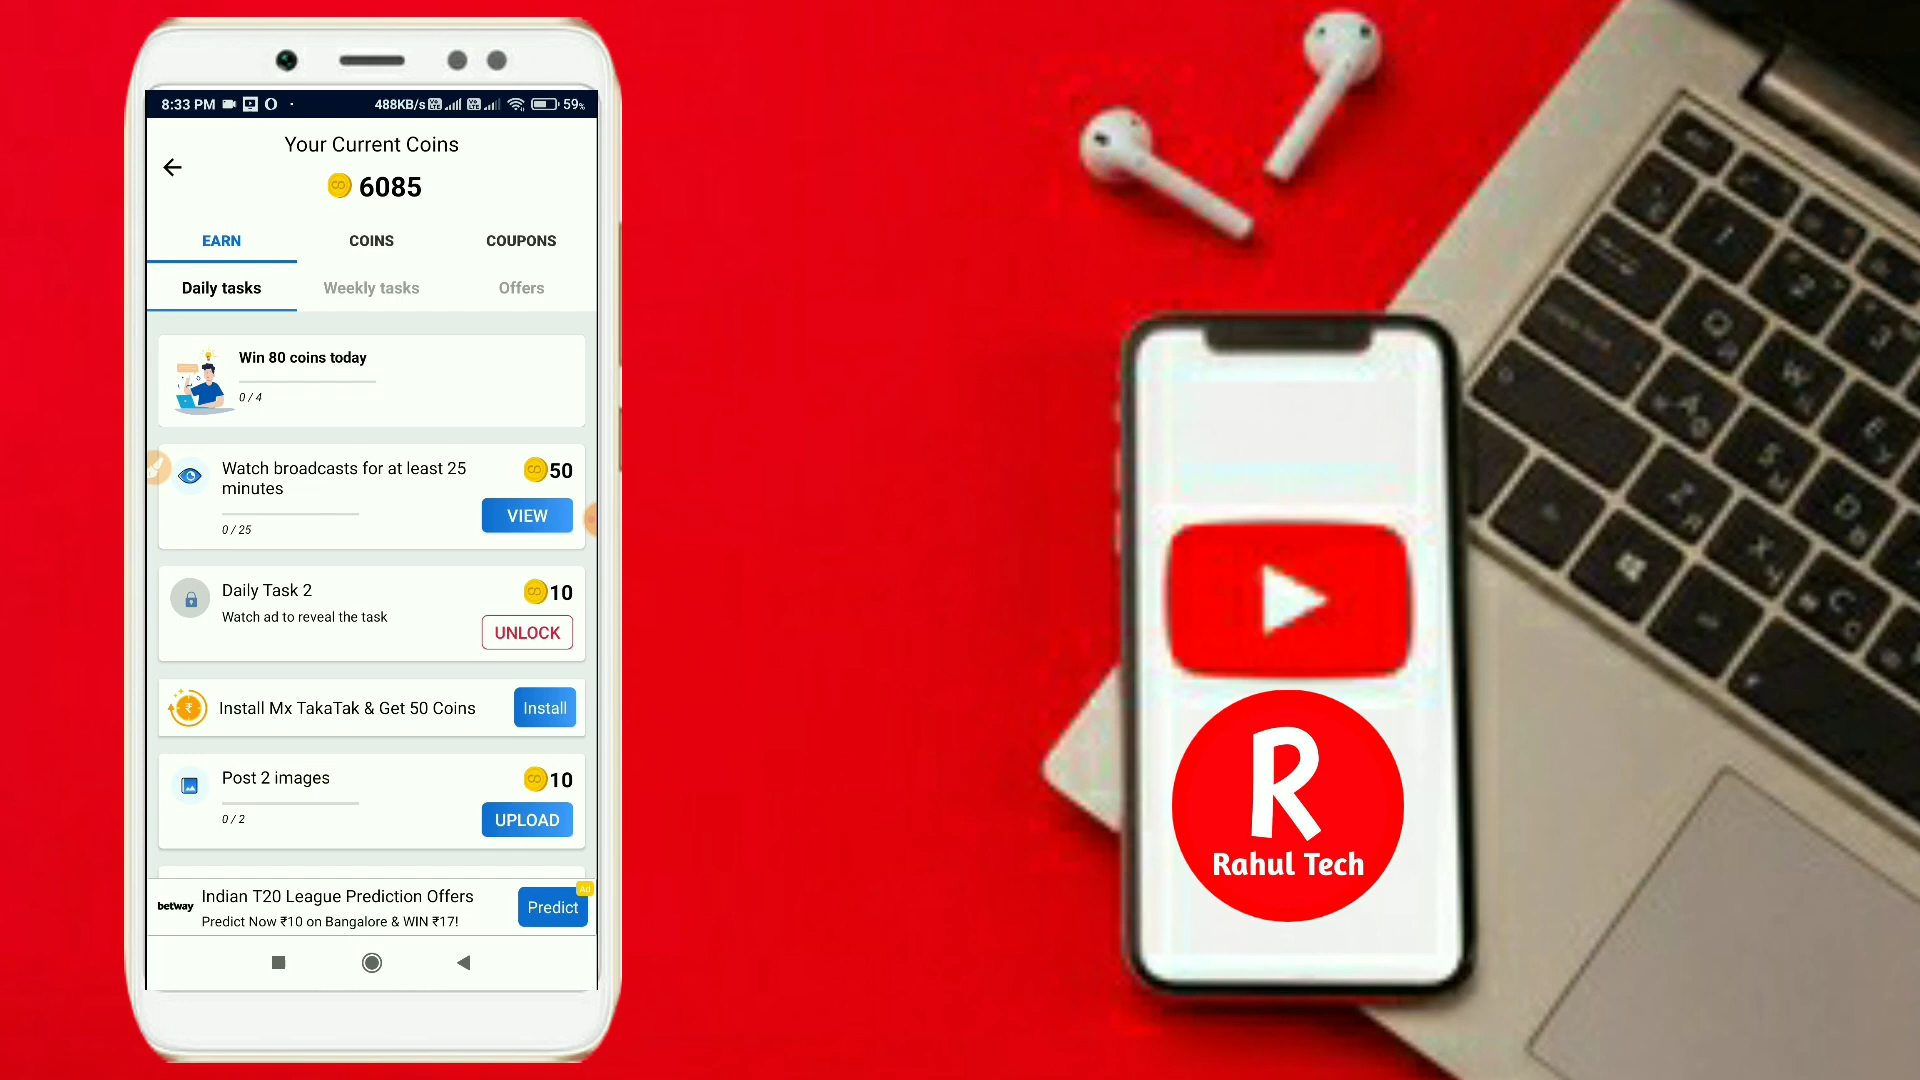 8:33 PM
488KB/s
59%
Your Current Coins
6085
EARN
COINS
COUPONS
Daily tasks
Weekly tasks
Offers
Win 80 coins today
0 / 4
Watch broadcasts for at least 25
minutes
50
VIEW
0 / 25
Daily Task 2
10
Watch ad to reveal the task
UNLOCK
Install Mx TakaTak & Get 50 Coins
Install
Post 2 images
10
0 / 2
UPLOAD
betway
Indian T20 League Prediction Offers
Predict Now ₹10 on Bangalore & WIN ₹17!
Ad
Predict
R
Rahul Tech